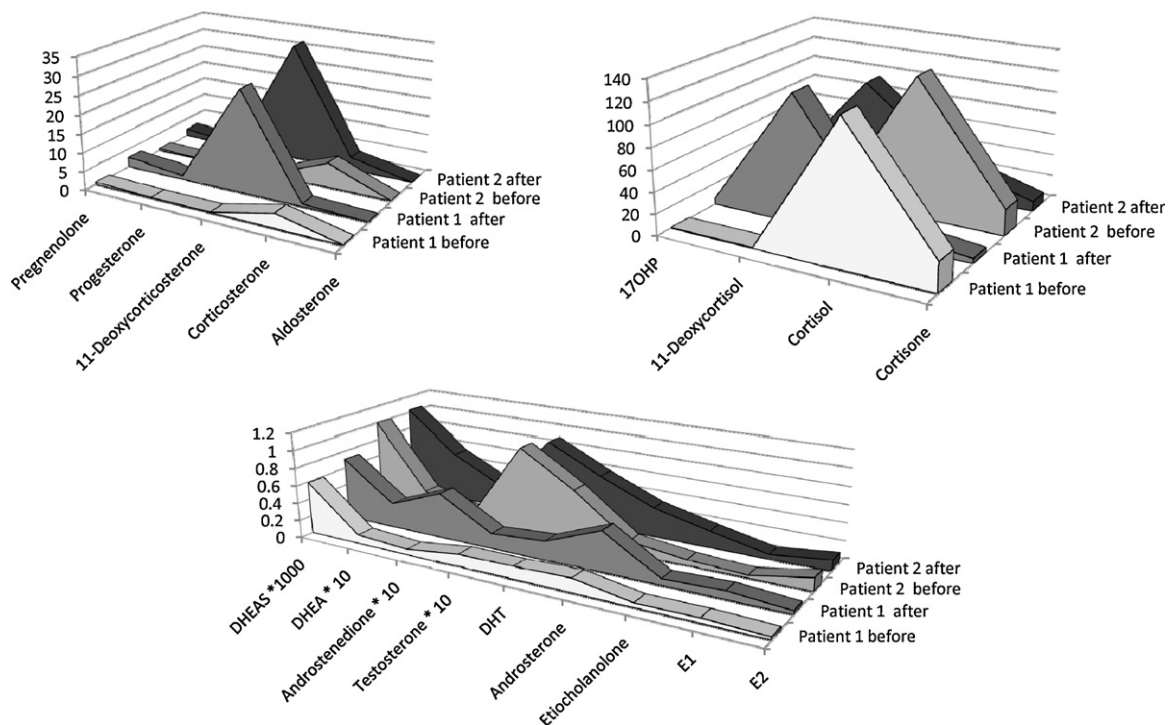 35
30
25
20
15
10
5
0
Pregnenolone
Progesterone
11-Deoxycorticosterone
Corticosterone
Aldosterone
Patient 2 after
Patient 2 before
Patient 1 after
Patient 1 before
140
120
100
80
60
40
20
0
17OHP
11-Deoxycortisol
Cortisol
Cortisone
Patient 2 after
Patient 2 before
Patient 1 after
Patient 1 before
1.2
1
0.8
0.6
0.4
0.2
0
DHEAS *1000
DHEA * 10
Androstenedione * 10
Testosterone * 10
DHT
Androsterone
Etiocholanolone
E1
E2
Patient 2 after
Patient 2 before
Patient 1 after
Patient 1 before